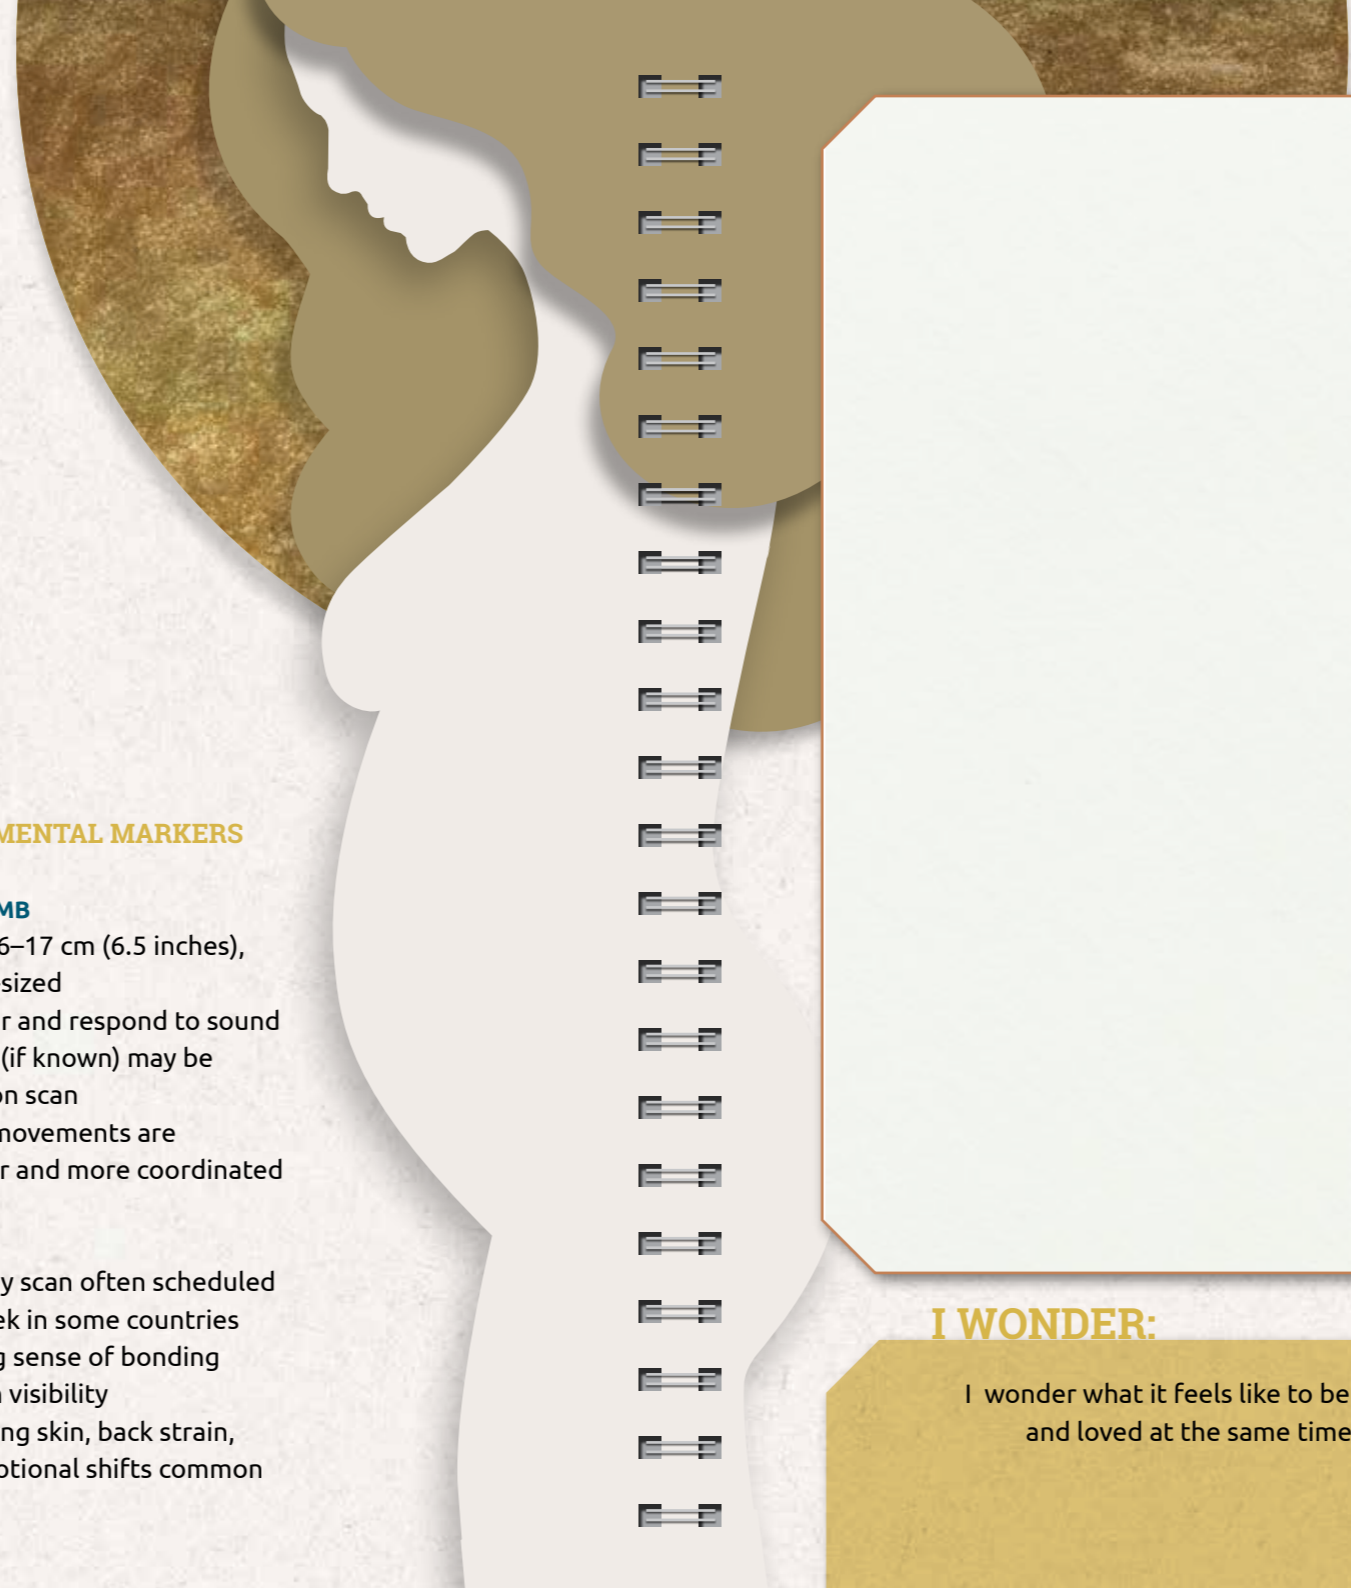 MENTAL MARKERS
MB
6–17 cm (6.5 inches),
sized
r and respond to sound
(if known) may be
on scan
movements are
r and more coordinated
y scan often scheduled
ek in some countries
g sense of bonding
visibility
ng skin, back strain,
otional shifts common
I WONDER:
I wonder what it feels like to be
and loved at the same time